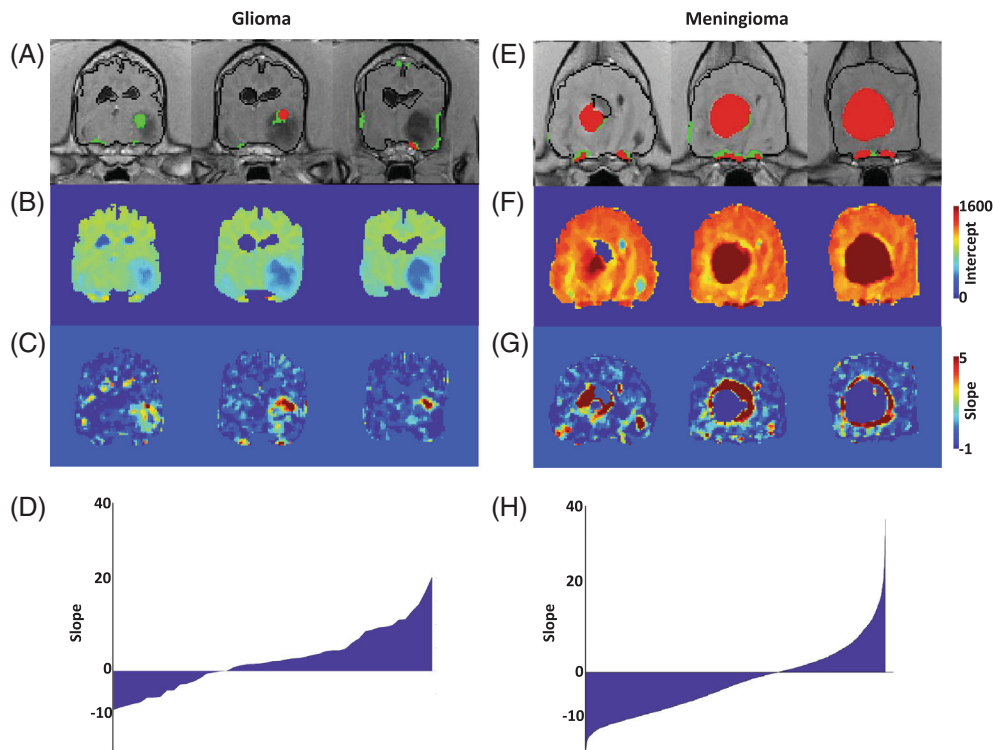 Glioma
Meningioma
(A)
(E)
(B)
(F)
1600
Intercept
0
(C)
(G)
5
Slope
-1
(D)
40
20
Slope
0
-10
(H)
40
20
Slope
0
-10